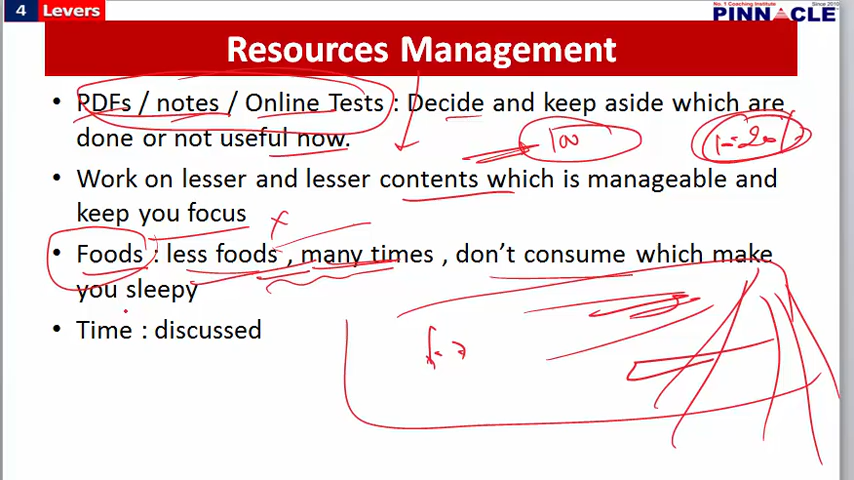 4 Levers
No. 1 Coaching Institute Since 2010
PINNACLE
Resources Management
• PDFs / notes / Online Tests : Decide and keep aside which are
done or not useful now.
100
• Work on lesser and lesser contents which is manageable and
keep you focus
• Foods : less foods , many times , don't consume which make
you sleepy
• Time : discussed